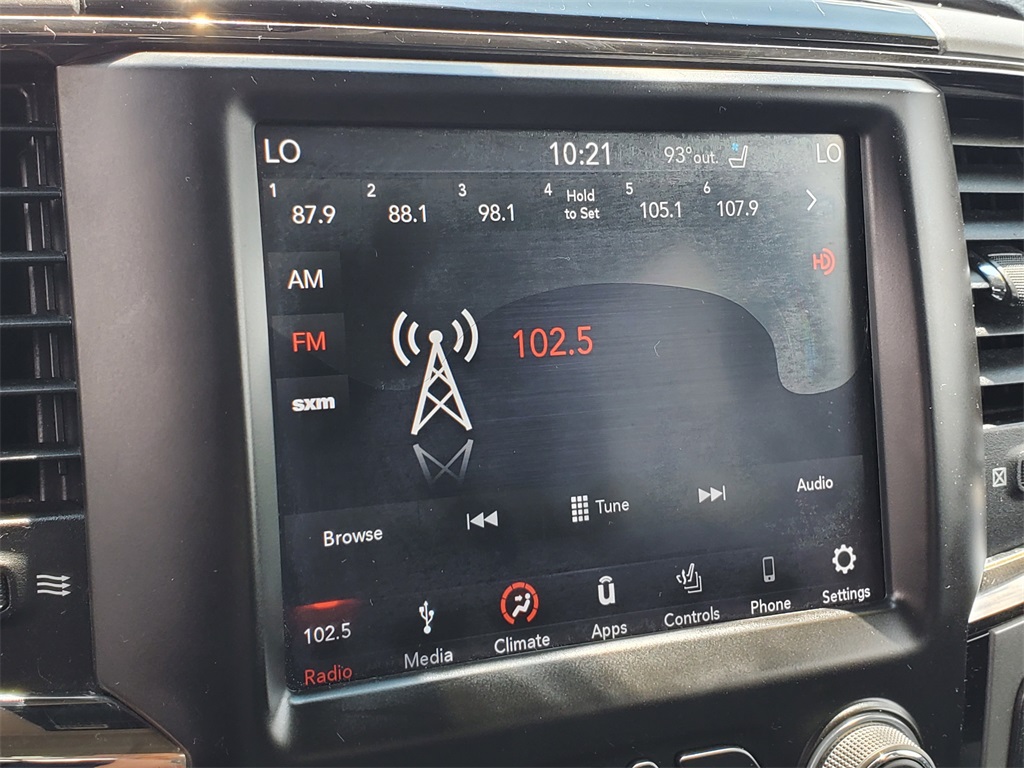 LO 10:21 93°out. LO
1 87.9 2 88.1 3 98.1 4 Hold to Set 5 105.1 6 107.9
HD
AM
FM 102.5
sxm
Browse Tune Audio
102.5 Radio Media Climate Apps Controls Phone Settings